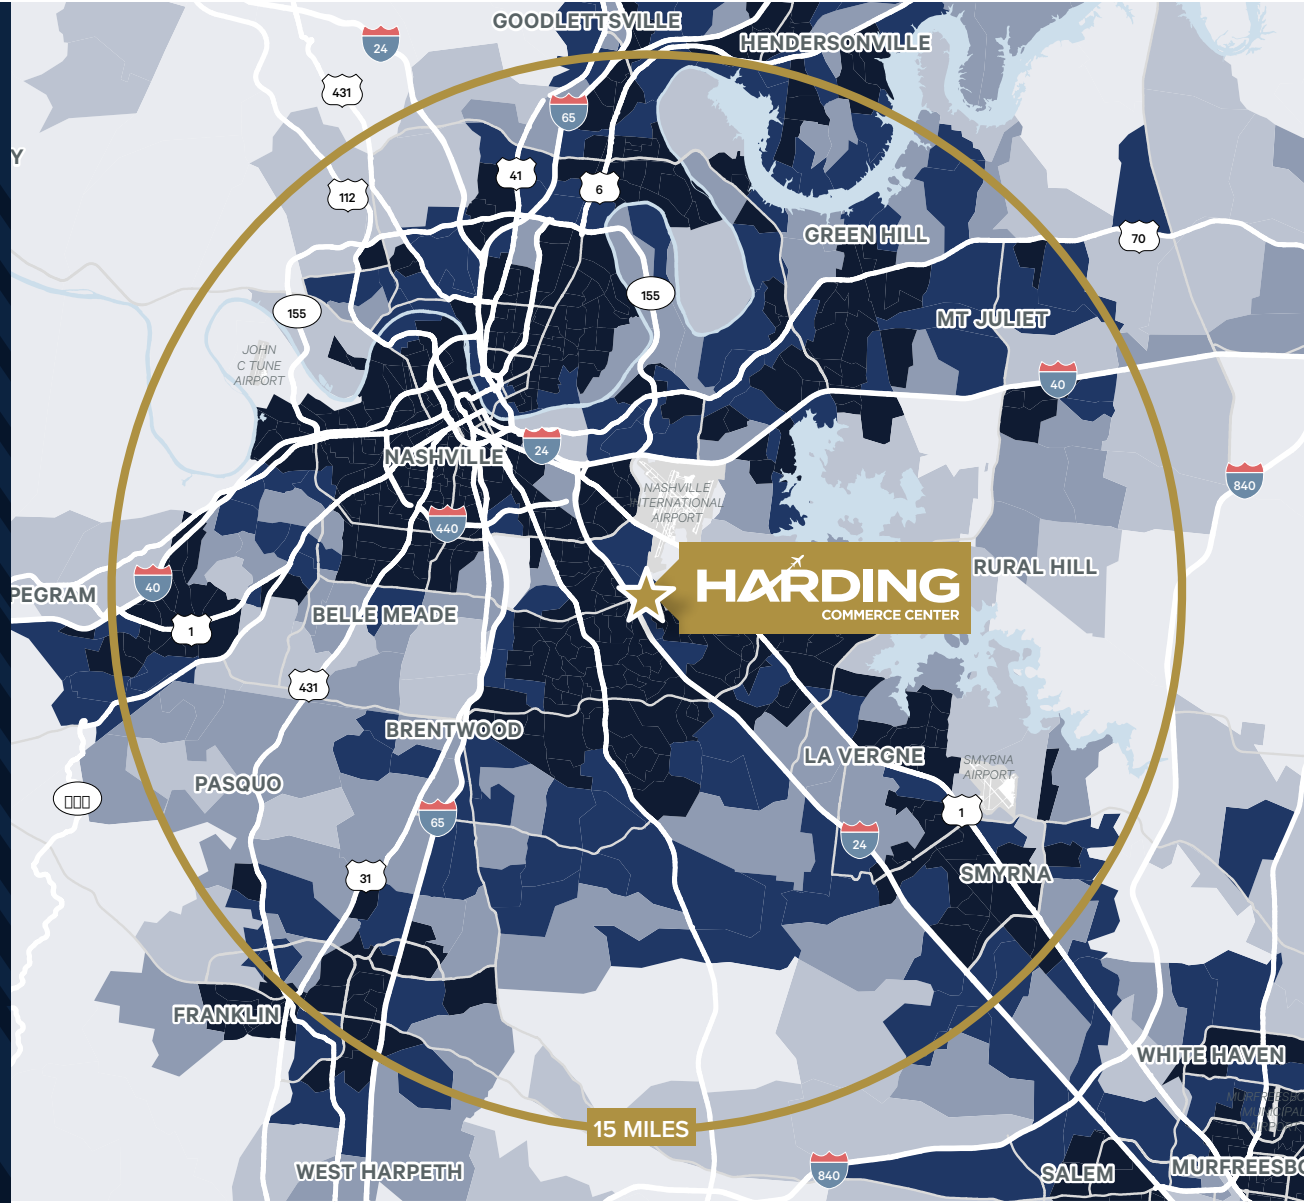 GOODLETTSVILLE
HENDERSONVILLE
24
431
65
Y
41
6
112
GREEN HILL
70
155
155
MT JULIET
JOHN
C TUNE
AIRPORT
40
24
NASHVILLE
840
NASHVILLE
INTERNATIONAL
AIRPORT
440
RURAL HILL
40
PEGRAM
HARDING
COMMERCE CENTER
BELLE MEADE
1
431
BRENTWOOD
LA VERGNE
SMYRNA
AIRPORT
PASQUO
65
1
24
SMYRNA
31
FRANKLIN
WHITE HAVEN
15 MILES
WEST HARPETH
840
SALEM
MURFREESBO